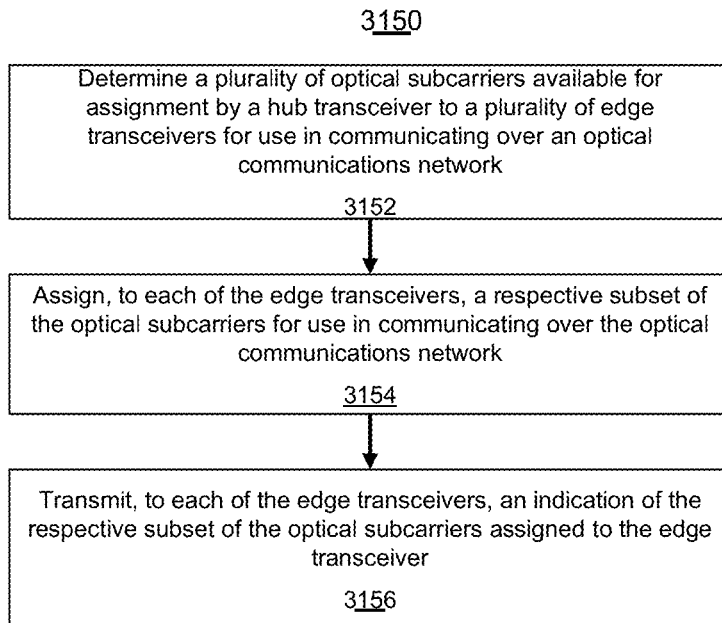 3150
Determine a plurality of optical subcarriers available for
assignment by a hub transceiver to a plurality of edge
transceivers for use in communicating over an optical
communications network
3152
Assign, to each of the edge transceivers, a respective subset of
the optical subcarriers for use in communicating over the optical
communications network
3154
Transmit, to each of the edge transceivers, an indication of the
respective subset of the optical subcarriers assigned to the edge
transceiver
3156